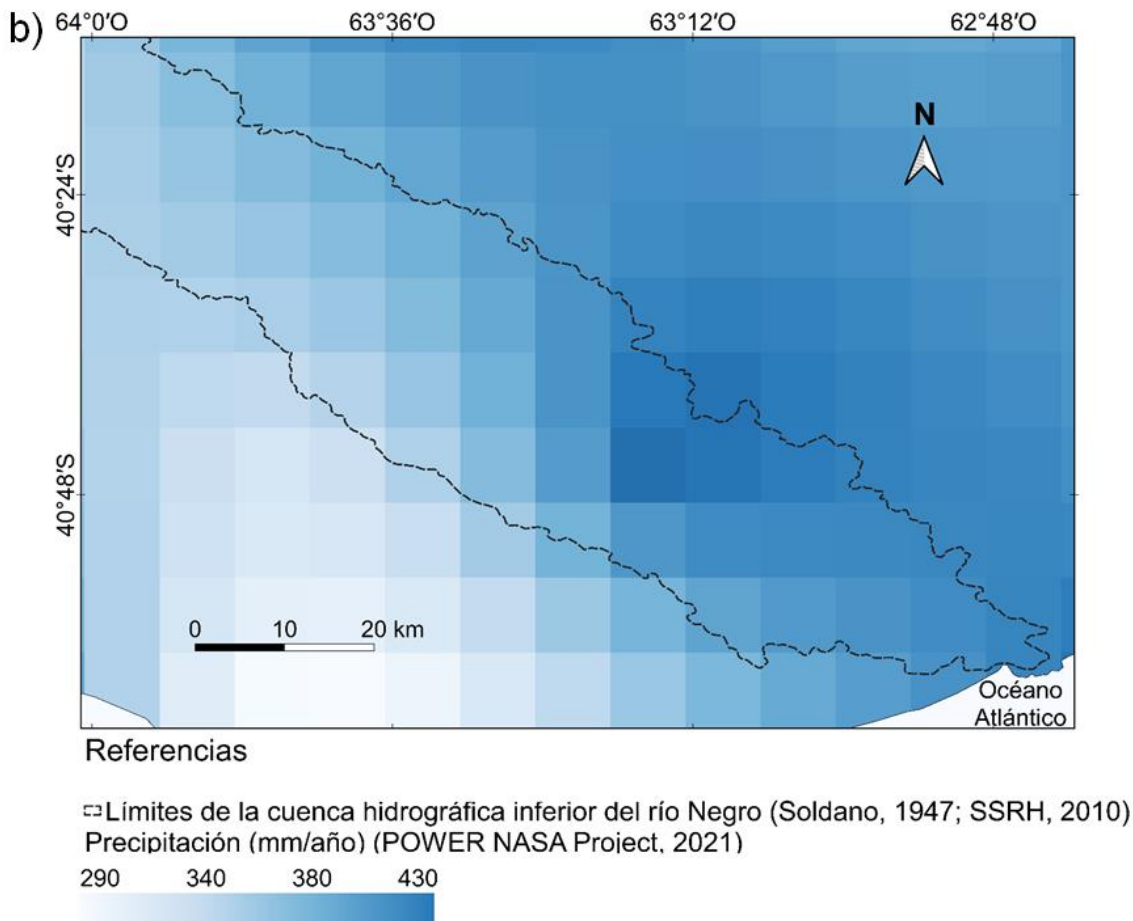 b)
64°0'O 63°36'O 63°12'O 62°48'O
N
40°24'S
40°48'S
0 10 20 km
Océano
Atlántico
Referencias
Límites de la cuenca hidrográfica inferior del río Negro (Soldano, 1947; SSRH, 2010)
Precipitación (mm/año) (POWER NASA Project, 2021)
290 340 380 430